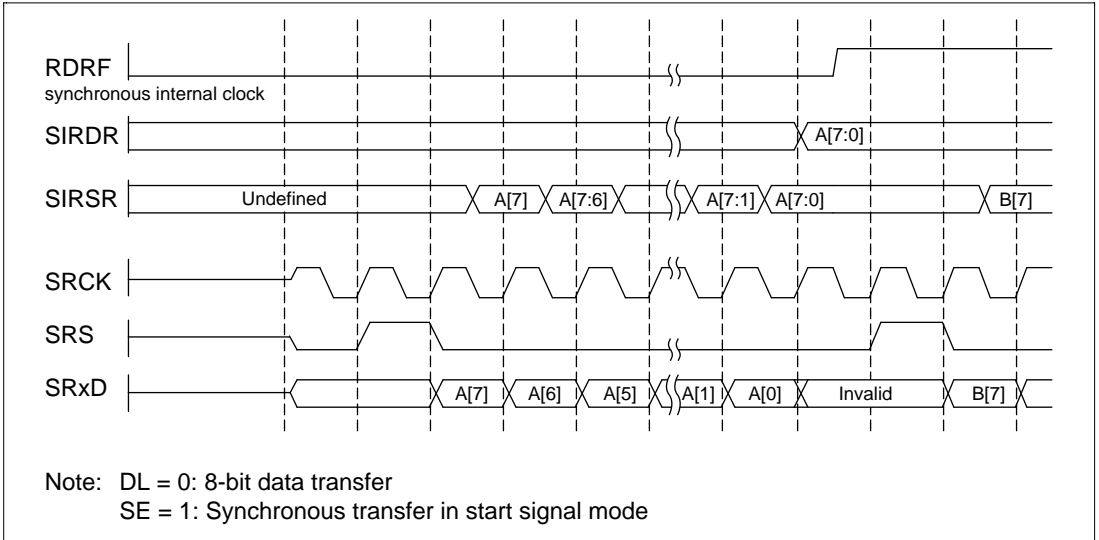 RDRF
synchronous internal clock
SIRDR A[7:0]
SIRSR Undefined A[7] A[7:6] A[7:1] A[7:0] B[7]
SRCK
SRS
SRxD A[7] A[6] A[5] A[1] A[0] Invalid B[7]
Note: DL = 0: 8-bit data transfer
SE = 1: Synchronous transfer in start signal mode